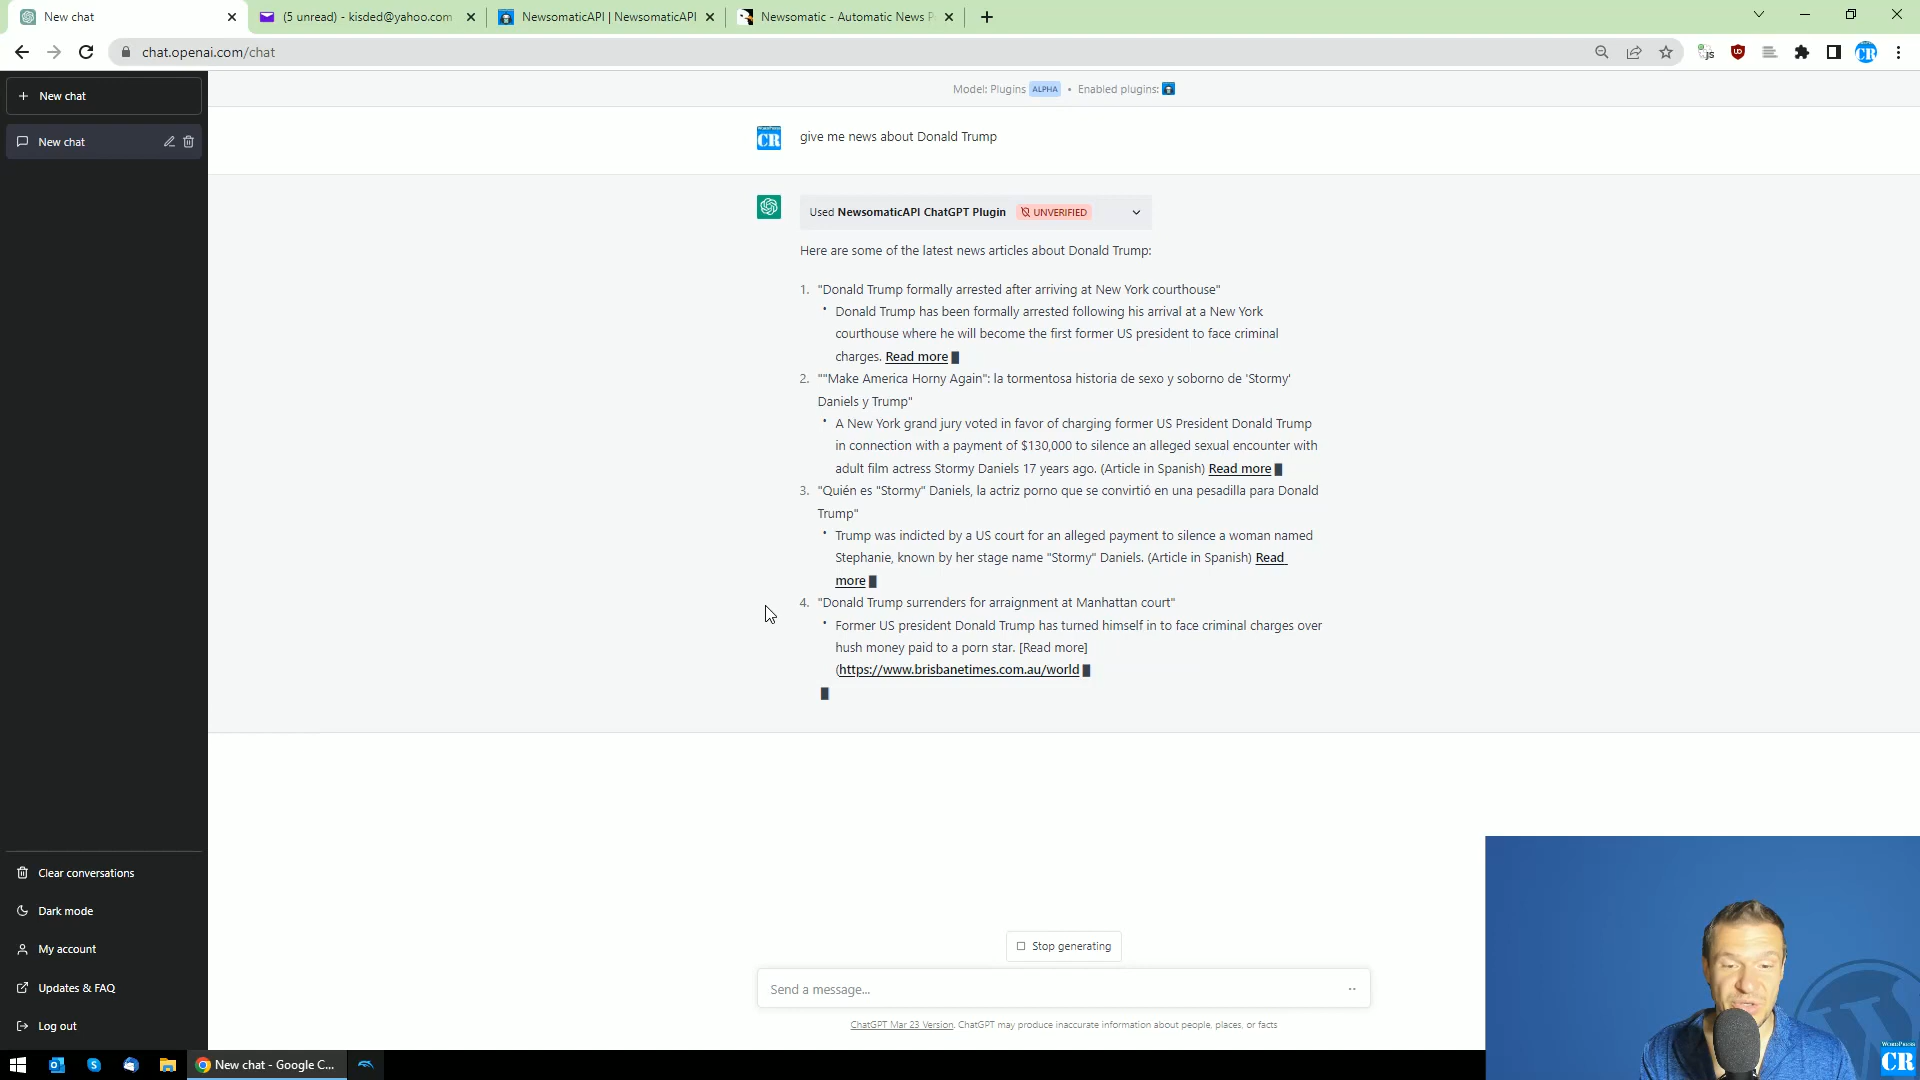 New chat
(5 unread) - kisded@yahoo.com
NewsomaticAPI | NewsomaticAPI
Newsomatic - Automatic News P
chat.openai.com/chat
New chat
New chat
Model: Plugins ALPHA • Enabled plugins:
give me news about Donald Trump
Used NewsomaticAPI ChatGPT Plugin UNVERIFIED
Here are some of the latest news articles about Donald Trump:
1. "Donald Trump formally arrested after arriving at New York courthouse"
• Donald Trump has been formally arrested following his arrival at a New York
courthouse where he will become the first former US president to face criminal
charges. Read more
2. ""Make America Horny Again": la tormentosa historia de sexo y soborno de 'Stormy'
Daniels y Trump"
• A New York grand jury voted in favor of charging former US President Donald Trump
in connection with a payment of $130,000 to silence an alleged sexual encounter with
adult film actress Stormy Daniels 17 years ago. (Article in Spanish) Read more
3. "Quién es "Stormy" Daniels, la actriz porno que se convirtió en una pesadilla para Donald
Trump"
• Trump was indicted by a US court for an alleged payment to silence a woman named
Stephanie, known by her stage name "Stormy" Daniels. (Article in Spanish) Read
more
4. "Donald Trump surrenders for arraignment at Manhattan court"
• Former US president Donald Trump has turned himself in to face criminal charges over
hush money paid to a porn star. [Read more]
(https://www.brisbanetimes.com.au/world
Clear conversations
Dark mode
My account
Updates & FAQ
Log out
Stop generating
Send a message...
ChatGPT Mar 23 Version. ChatGPT may produce inaccurate information about people, places, or facts
New chat - Google C...
WORDPRESS
CR